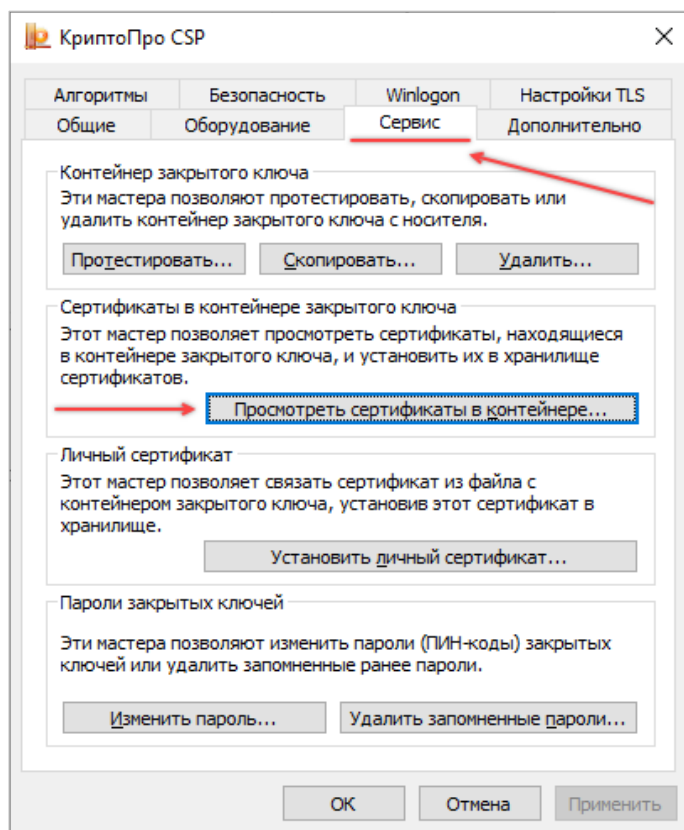 КриптоПро CSP
Алгоритмы
Безопасность
Winlogon
Настройки TLS
Общие
Оборудование
Сервис
Дополнительно
Контейнер закрытого ключа
Эти мастера позволяют протестировать, скопировать или
удалить контейнер закрытого ключа с носителя.
Протестировать...
Скопировать...
Удалить...
Сертификаты в контейнере закрытого ключа
Этот мастер позволяет просмотреть сертификаты, находящиеся
в контейнере закрытого ключа, и установить их в хранилище
сертификатов.
Просмотреть сертификаты в контейнере...
Личный сертификат
Этот мастер позволяет связать сертификат из файла с
контейнером закрытого ключа, установив этот сертификат в
хранилище.
Установить личный сертификат...
Пароли закрытых ключей
Эти мастера позволяют изменить пароли (ПИН-коды) закрытых
ключей или удалить запомненные ранее пароли.
Изменить пароль...
Удалить запомненные пароли...
ОК
Отмена
Применить